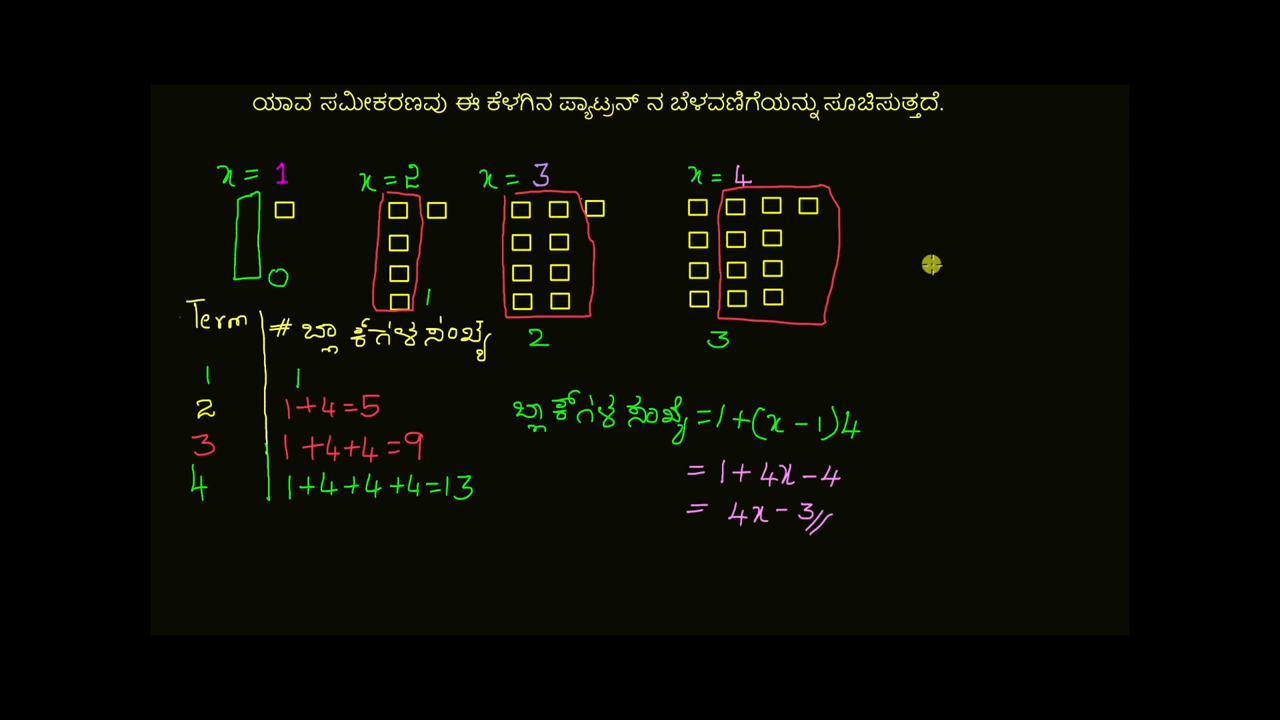 ಯಾವ ಸಮೀಕರಣವು ಈ ಕೆಳಗಿನ ಪ್ಯಾಟ್ರನ್ ನ ಬೆಳವಣಿಗೆಯನ್ನು ಸೂಚಿಸುತ್ತದೆ.
x = 1
x = 2
x = 3
x = 4
0
1
2
3
Term # ಬ್ಲಾಕ್‌ಗಳ ಸಂಖ್ಯೆ
1 1
2 1+4=5
3 1+4+4=9
4 1+4+4+4=13
ಬ್ಲಾಕ್‌ಗಳ ಸಂಖ್ಯೆ =1+(x-1)4
= 1+4x-4
= 4x-3//